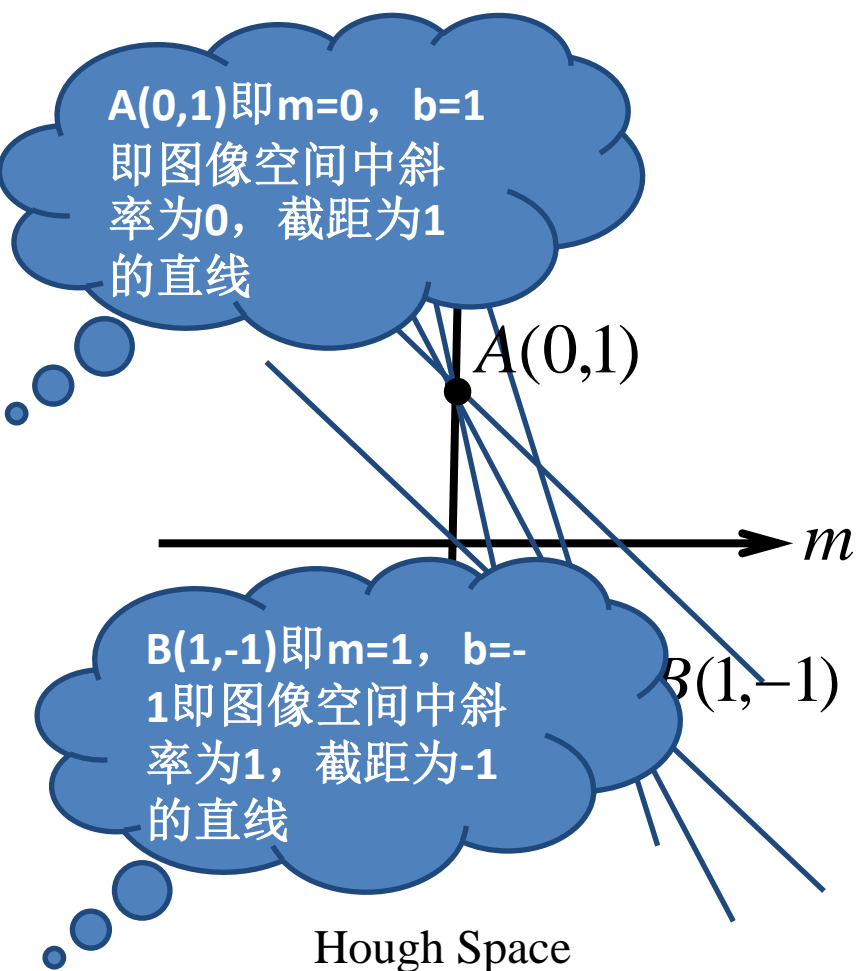 A(0,1)即m=0，b=1
即图像空间中斜
率为0，截距为1
的直线
A(0,1)
m
B(1,-1)即m=1，b=-
1即图像空间中斜
率为1，截距为-1
的直线
B(1,−1)
Hough Space